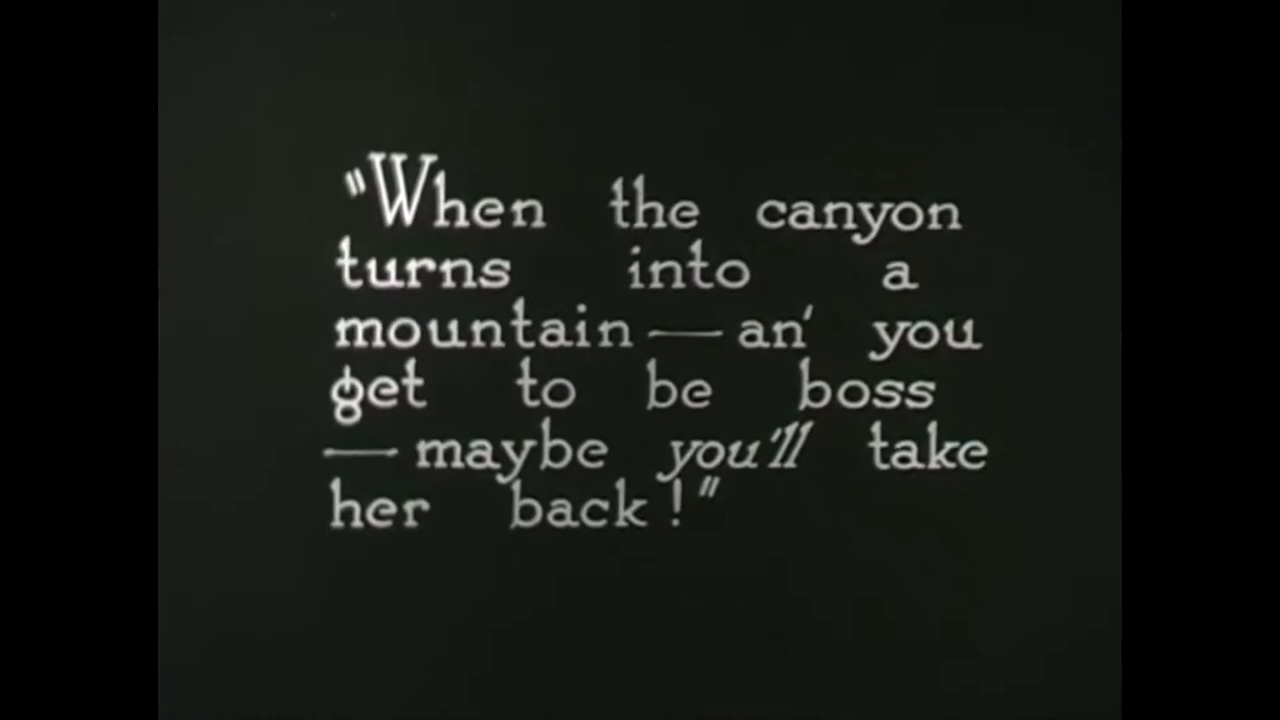 "When the canyon
turns into a
mountain—an' you
get to be boss
—maybe you'll take
her back!"